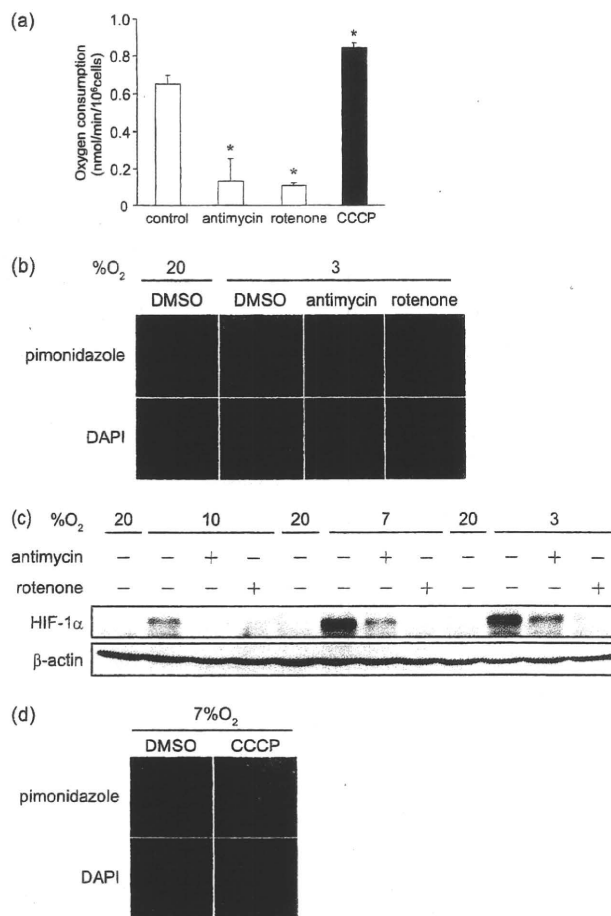 (a)
Oxygen consumption
(nmol/min/10⁶cells)
1.0
0.8
0.6
0.4
0.2
0
*
*
*
control antimycin rotenone CCCP
(b)
%O₂ 20 3
DMSO DMSO antimycin rotenone
pimonidazole
DAPI
(c) %O₂ 20 10 20 7 20 3
antimycin − − + − − − + − − − + −
rotenone − − − + − − − + − − − +
HIF-1α
β-actin
(d)
7%O₂
DMSO CCCP
pimonidazole
DAPI